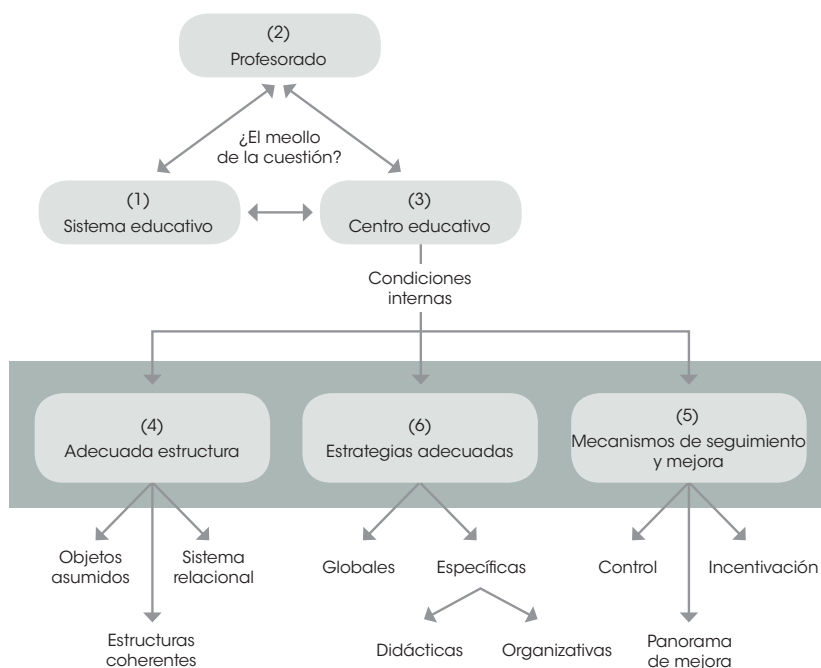 (2)
Profesorado
¿El meollo
de la cuestión?
(1)
Sistema educativo
(3)
Centro educativo
Condiciones
internas
(4)
Adecuada estructura
(6)
Estrategias adecuadas
(5)
Mecanismos de seguimiento
y mejora
Objetos
asumidos
Sistema
relacional
Globales
Específicas
Control
Incentivación
Estructuras
coherentes
Didácticas
Organizativas
Panorama
de mejora